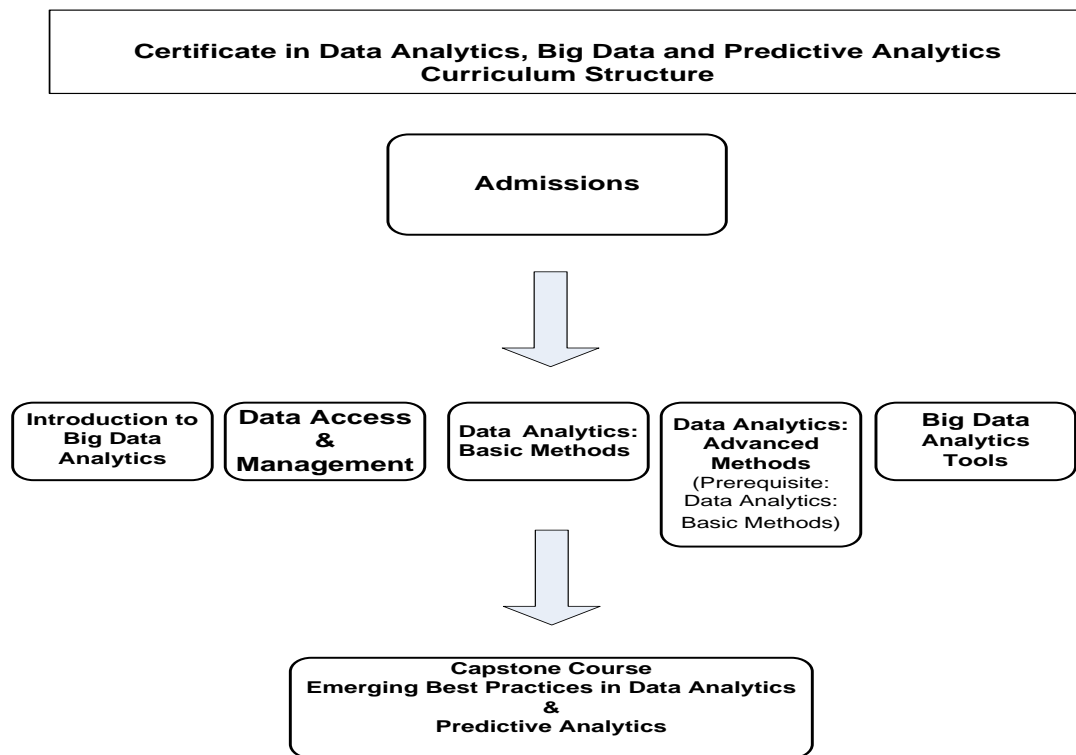 Certificate in Data Analytics, Big Data and Predictive Analytics
Curriculum Structure
Admissions
Introduction to
Big Data
Analytics
Data Access
&
Management
Data Analytics:
Basic Methods
Data Analytics:
Advanced
Methods
(Prerequisite:
Data Analytics:
Basic Methods)
Big Data
Analytics
Tools
Capstone Course
Emerging Best Practices in Data Analytics
&
Predictive Analytics